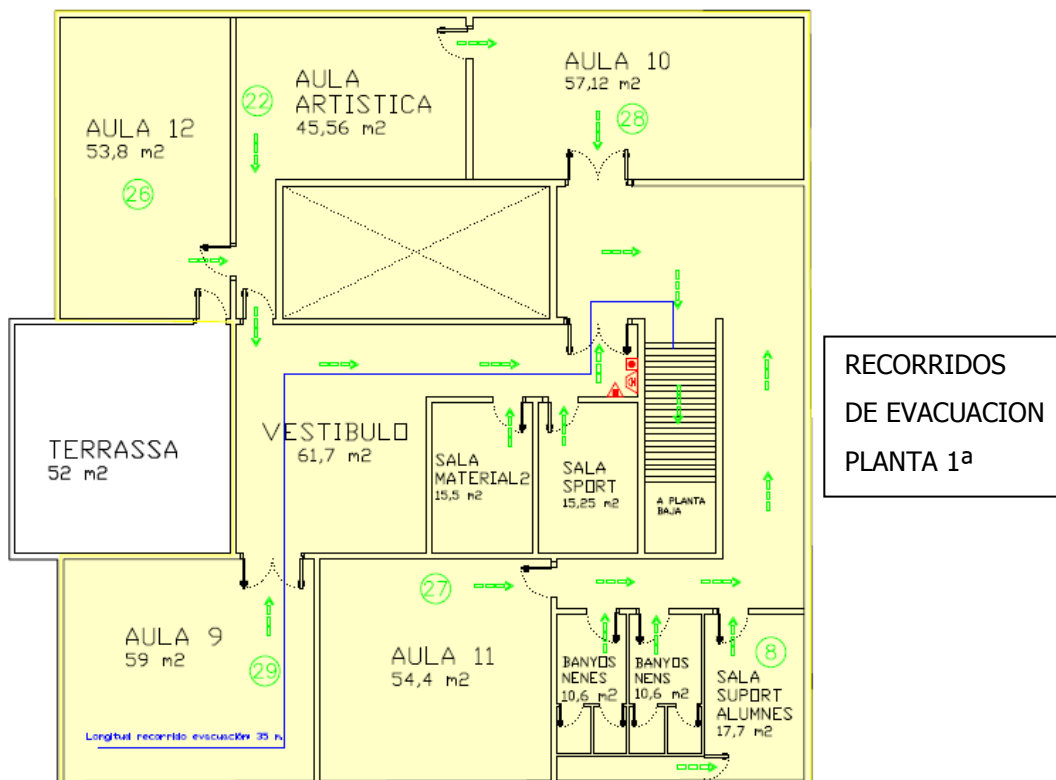 AULA 10
57,12 m2
28
AULA
ARTISTICA
45,56 m2
22
AULA 12
53,8 m2
26
TERRASSA
52 m2
VESTIBULO
61,7 m2
SALA
MATERIAL2
15,5 m2
SALA
SPORT
15,25 m2
A PLANTA
BAJA
RECORRIDOS
DE EVACUACION
PLANTA 1ª
AULA 9
59 m2
29
Longitud recorrido evacuación= 35 m.
AULA 11
54,4 m2
27
BANYOS
NENES
10,6 m2
BANYOS
NENS
10,6 m2
8
SALA
SUPORT
ALUMNES
17,7 m2